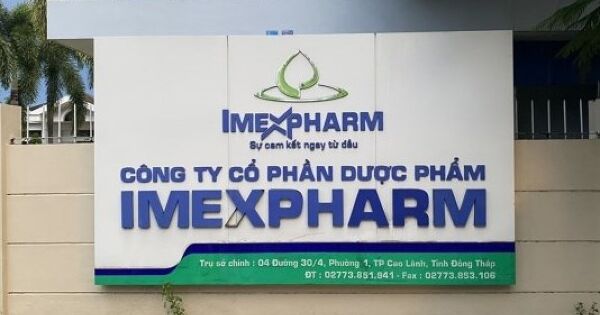 IMEXPHARM
Sự cam kết ngay từ đầu
CÔNG TY CỔ PHẦN DƯỢC PHẨM
IMEXPHARM
Trụ sở chính : 04 Đường 30/4, Phường 1, TP Cao Lãnh, Tỉnh Đồng Tháp
ĐT : 02773.851.941 - Fax : 02773.853.106